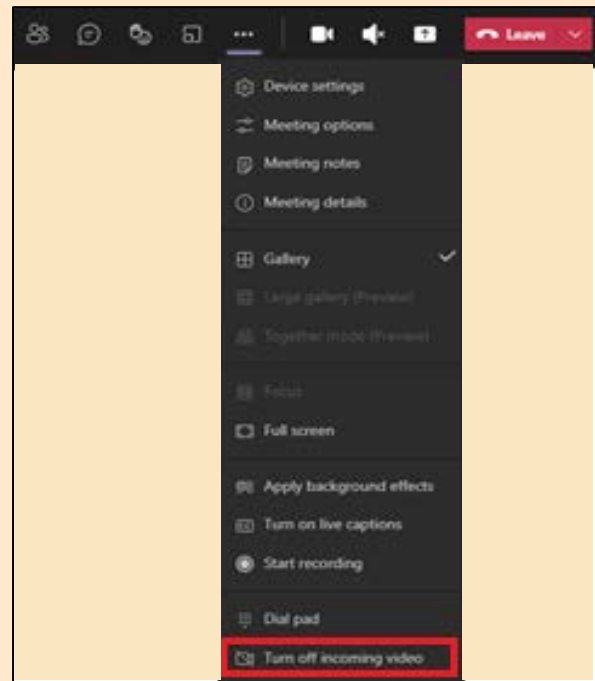 Leave
Device settings
Meeting options
Meeting notes
Meeting details
Gallery
Large gallery (Preview)
Together mode (Preview)
Focus
Full screen
Apply background effects
CC Turn on live captions
Start recording
Dial pad
Turn off incoming video